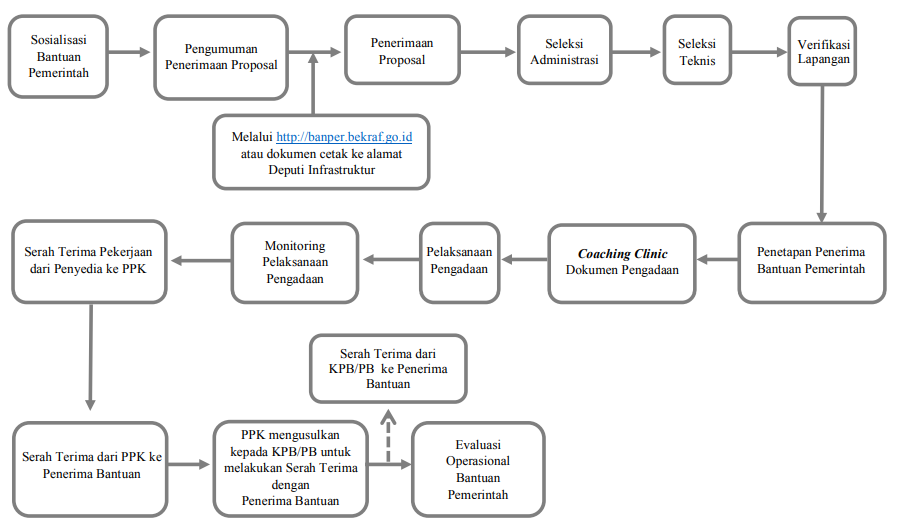 Sosialisasi
Bantuan
Pemerintah
Pengumuman
Penerimaan Proposal
Penerimaan
Proposal
Seleksi
Administrasi
Seleksi
Teknis
Verifikasi
Lapangan
Melalui http://banper.bekraf.go.id
atau dokumen cetak ke alamat
Deputi Infrastruktur
Penetapan Penerima
Bantuan Pemerintah
Coaching Clinic
Dokumen Pengadaan
Pelaksanaan
Pengadaan
Monitoring
Pelaksanaan
Pengadaan
Serah Terima Pekerjaan
dari Penyedia ke PPK
Serah Terima dari PPK ke
Penerima Bantuan
PPK mengusulkan
kepada KPB/PB untuk
melakukan Serah Terima
dengan
Penerima Bantuan
Serah Terima dari
KPB/PB ke Penerima
Bantuan
Evaluasi
Operasional
Bantuan
Pemerintah